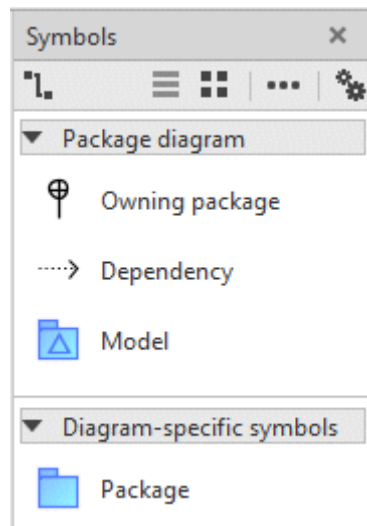 Symbols
Package diagram
Owning package
Dependency
Model
Diagram-specific symbols
Package